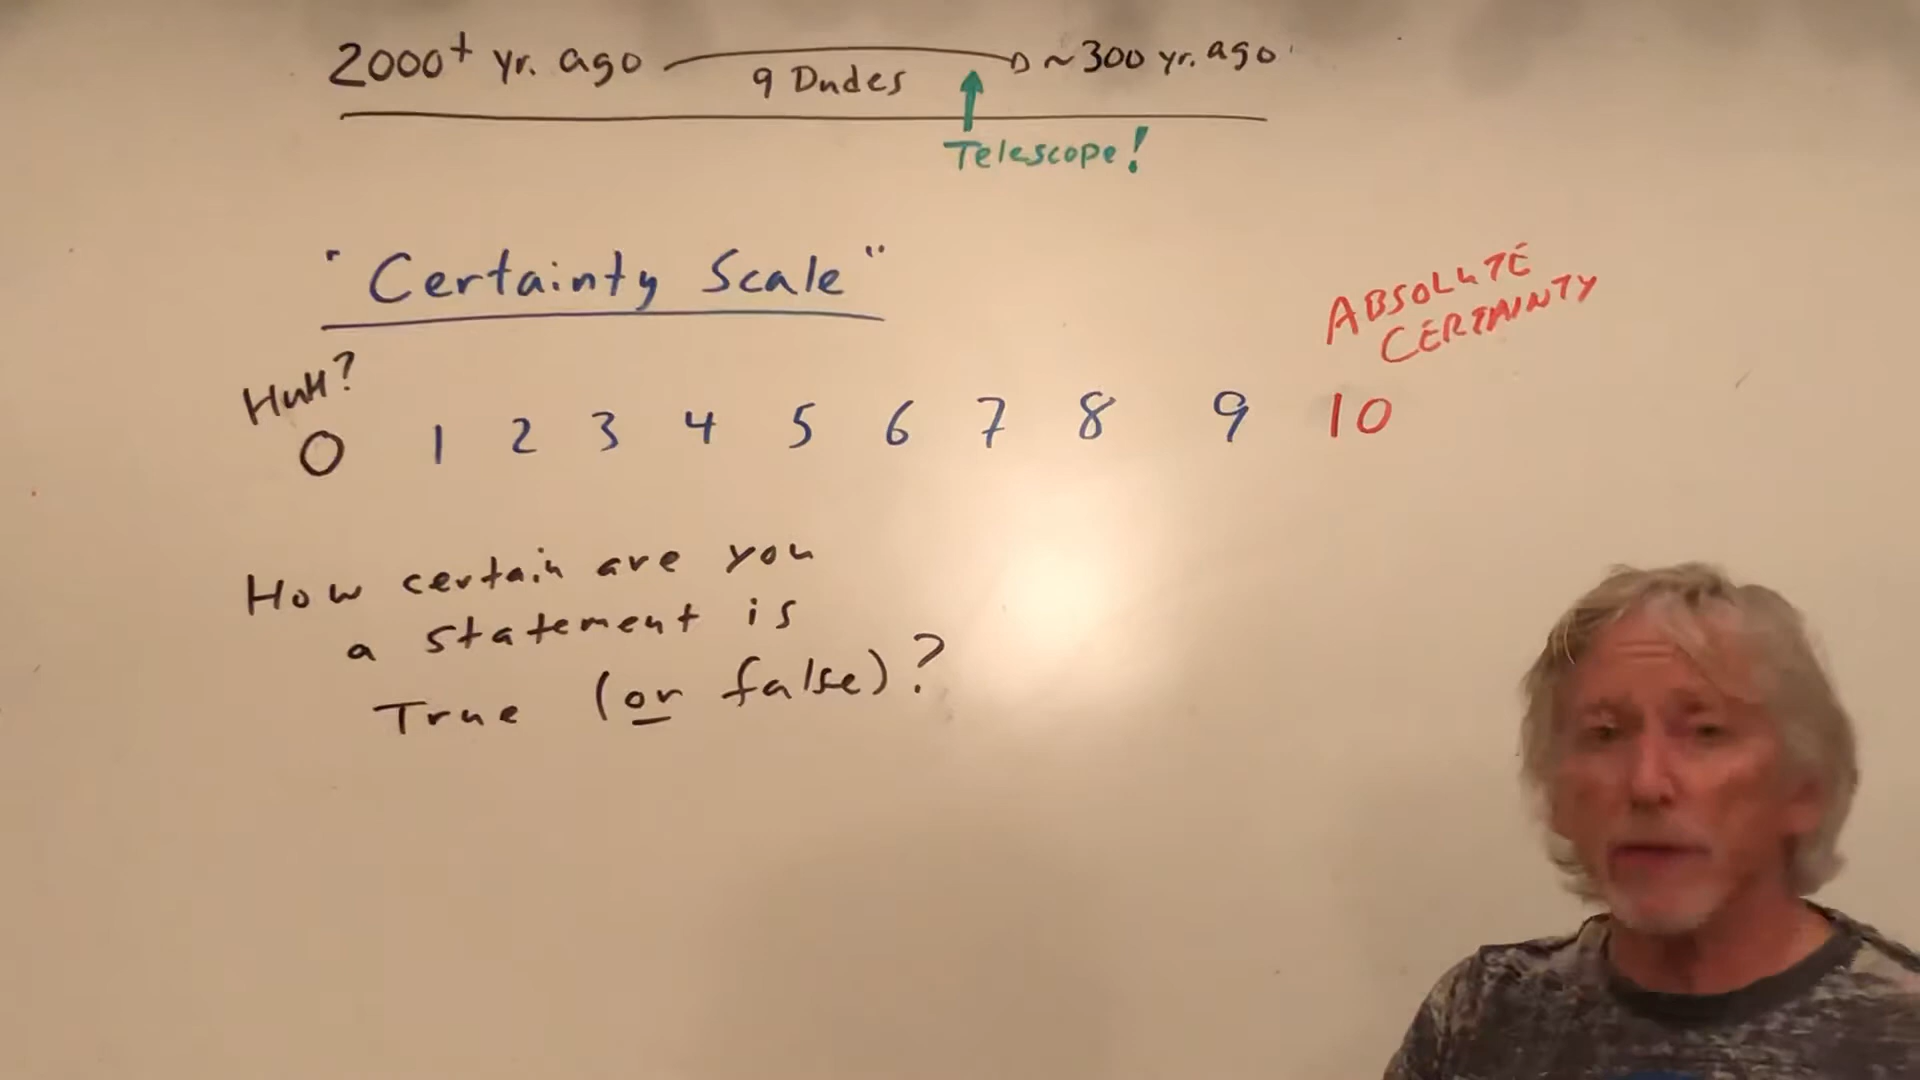 2000+ yr. ago → ~300 yr. ago
9 Dudes
Telescope!
"Certainty Scale"
ABSOLUTE
CERTAINTY
HUH?
0 1 2 3 4 5 6 7 8 9 10
How certain are you
a statement is
True (or false)?